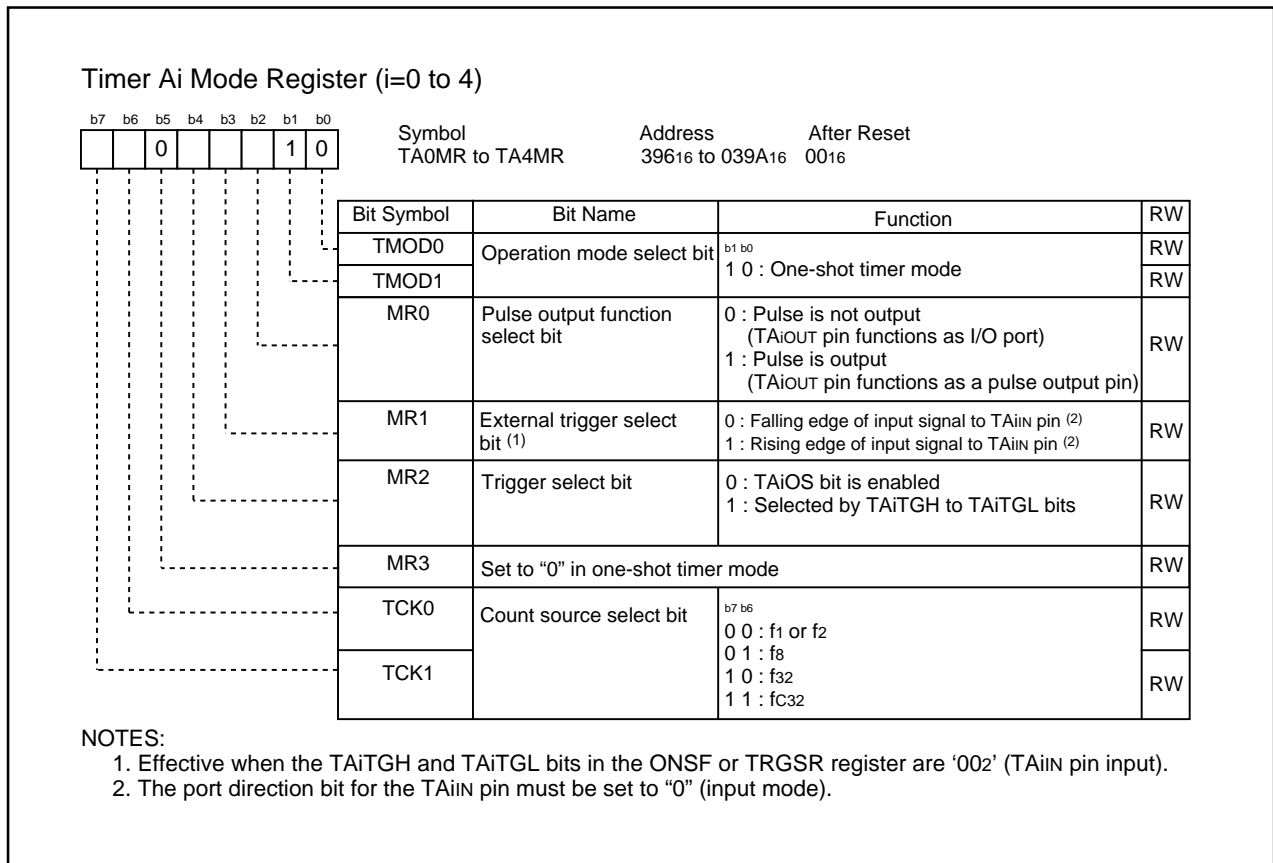 Timer Ai Mode Register (i=0 to 4)
b7 b6 b5 b4 b3 b2 b1 b0
0 1 0
Symbol Address After Reset
TA0MR to TA4MR 39616 to 039A16 0016
Bit Symbol Bit Name Function RW
TMOD0 Operation mode select bit b1 b0 RW
1 0 : One-shot timer mode
TMOD1 RW
MR0 Pulse output function 0 : Pulse is not output
select bit (TAiOUT pin functions as I/O port)
1 : Pulse is output RW
(TAiOUT pin functions as a pulse output pin)
MR1 External trigger select 0 : Falling edge of input signal to TAiIN pin (2)
bit (1) 1 : Rising edge of input signal to TAiIN pin (2) RW
MR2 Trigger select bit 0 : TAiOS bit is enabled
1 : Selected by TAiTGH to TAiTGL bits RW
MR3 Set to “0” in one-shot timer mode RW
TCK0 Count source select bit b7 b6 RW
0 0 : f1 or f2
0 1 : f8
TCK1 1 0 : f32 RW
1 1 : fC32
NOTES:
1. Effective when the TAiTGH and TAiTGL bits in the ONSF or TRGSR register are ‘002’ (TAiIN pin input).
2. The port direction bit for the TAiIN pin must be set to “0” (input mode).